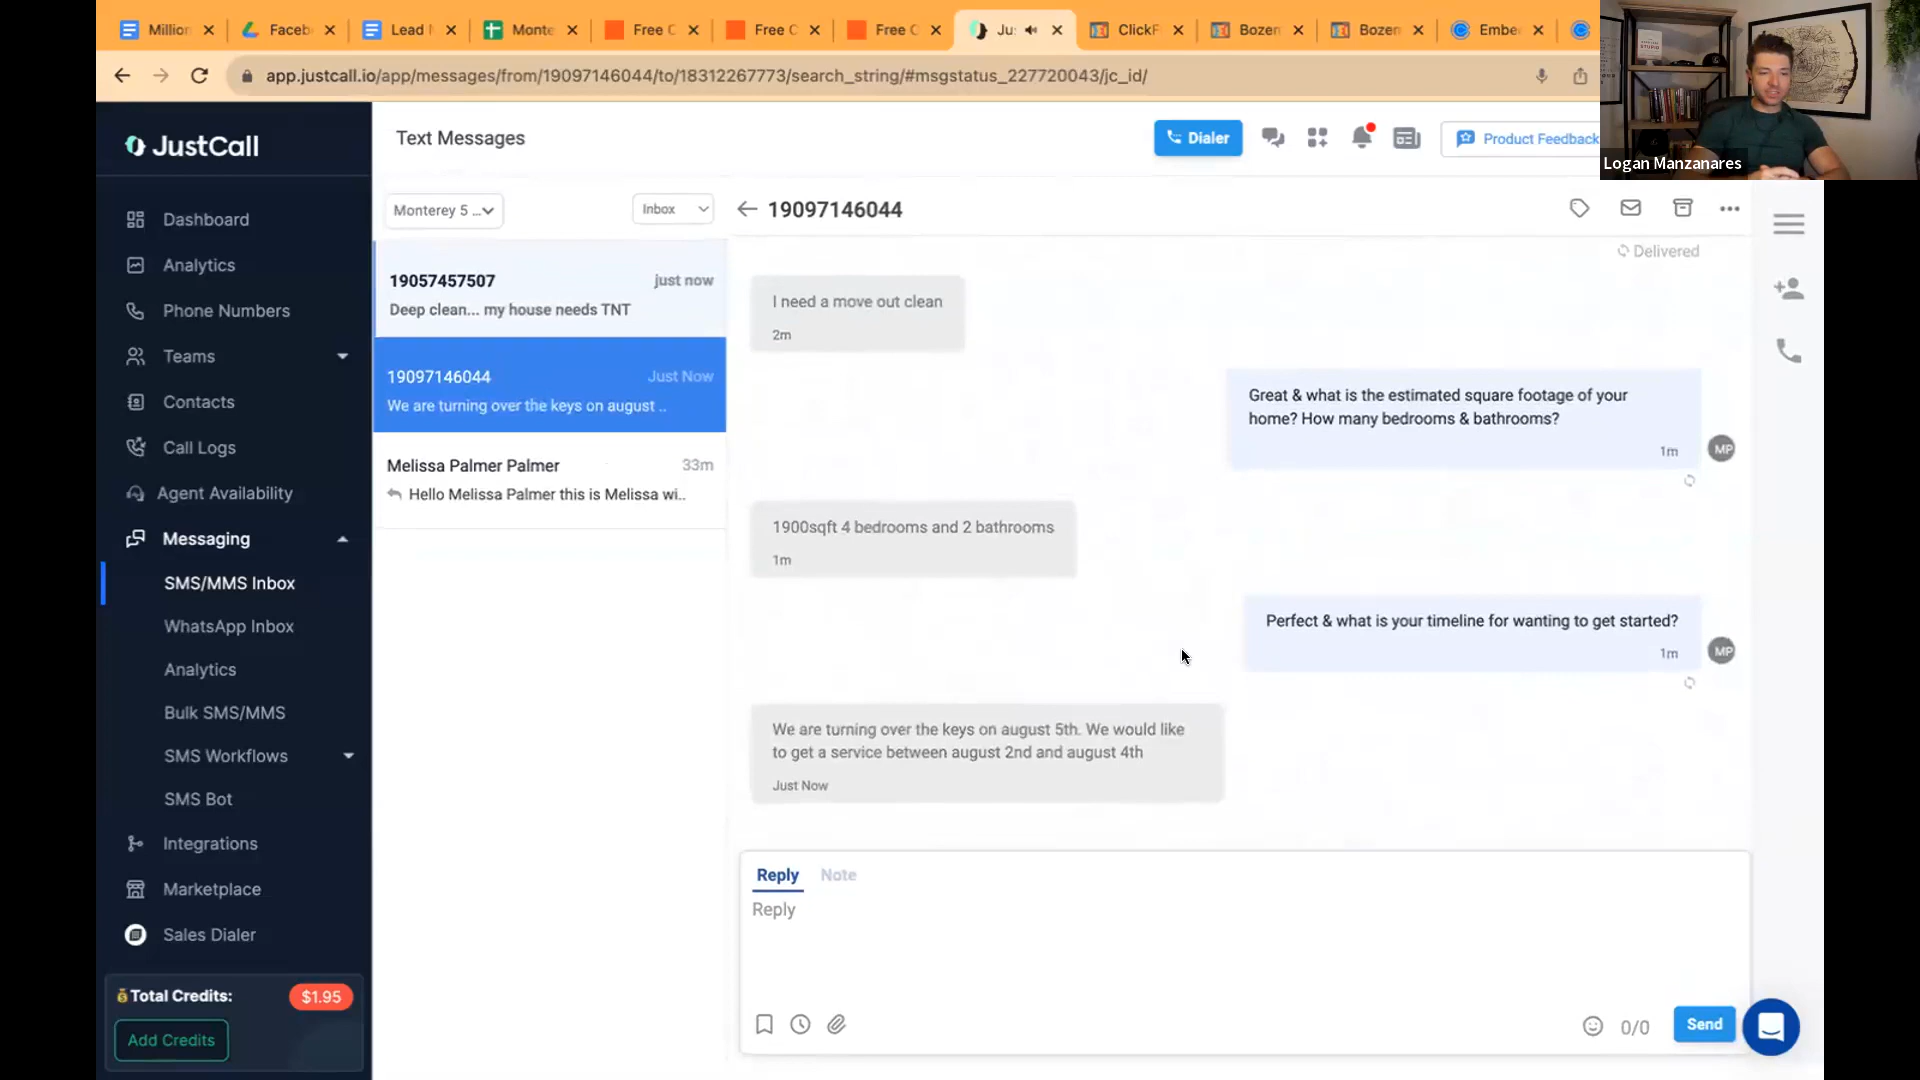 Million
Faceb
Lead
Monte
Free C
Free C
Free C
Jus
ClickF
Bozem
Bozem
Embe
app.justcall.io/app/messages/from/19097146044/to/18312267773/search_string/#msgstatus_227720043/jc_id/
Logan Manzanares
JustCall
Text Messages
Dialer
Product Feedback
Dashboard
Analytics
Phone Numbers
Teams
Contacts
Call Logs
Agent Availability
Messaging
SMS/MMS Inbox
WhatsApp Inbox
Analytics
Bulk SMS/MMS
SMS Workflows
SMS Bot
Integrations
Marketplace
Sales Dialer
Total Credits: $1.95
Add Credits
Monterey 5 ...
Inbox
19057457507 just now
Deep clean... my house needs TNT
19097146044 Just Now
We are turning over the keys on august ..
Melissa Palmer Palmer 33m
Hello Melissa Palmer this is Melissa wi..
19097146044
Delivered
I need a move out clean
2m
Great & what is the estimated square footage of your
home? How many bedrooms & bathrooms?
1m
MP
1900sqft 4 bedrooms and 2 bathrooms
1m
Perfect & what is your timeline for wanting to get started?
1m
MP
We are turning over the keys on august 5th. We would like
to get a service between august 2nd and august 4th
Just Now
Reply Note
Reply
0/0
Send